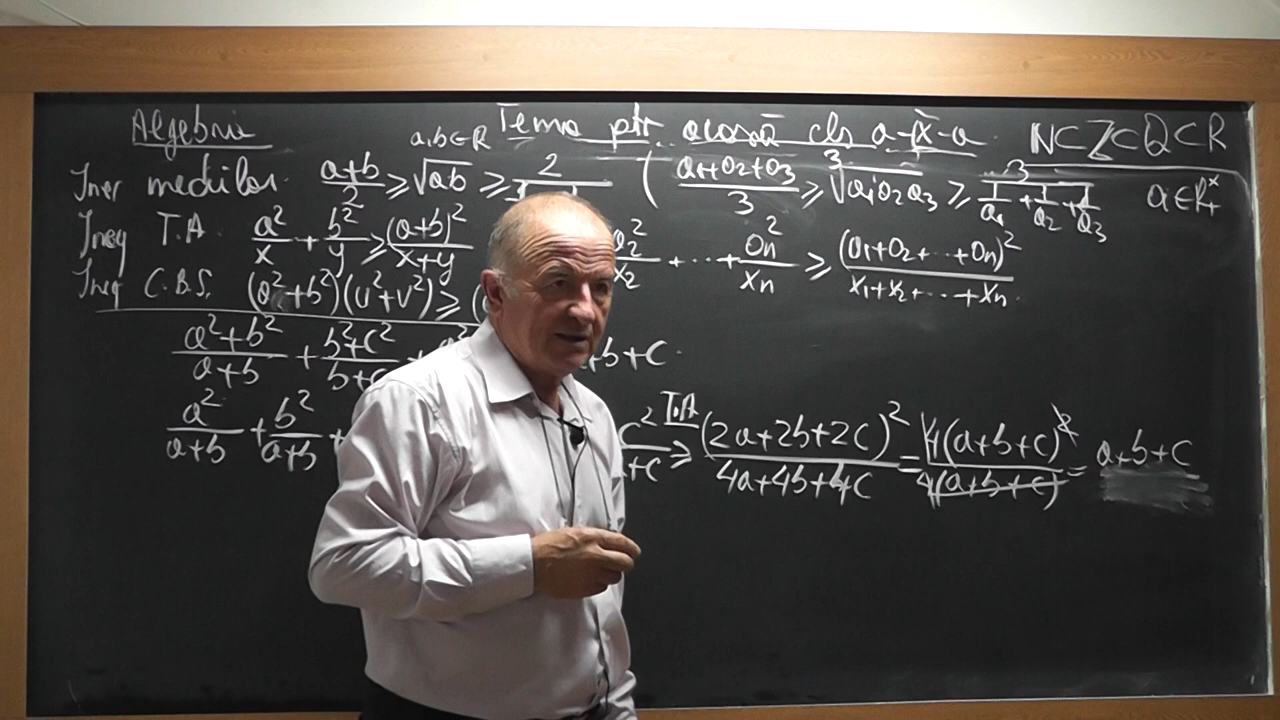 Algebra Tema ptr. acasă cls a-IX-a N⊂Z⊂Q⊂R
a,b∈R
Ineg mediilor. (a+b)/2 ≥ √(ab) ≥ 2 ( (a₁+a₂+a₃)/3 ≥ ∛(a₁a₂a₃) ≥ 3/(1/a₁+1/a₂+1/a₃) a∈R₊*
Ineq T.A. a²/x + b²/y ≥ (a+b)²/(x+y) a₂²/x₂ + ... + aₙ²/xₙ ≥ (a₁+a₂+...+aₙ)²/(x₁+x₂+...+xₙ)
Ineq C.B.S. (a²+b²)(u²+v²) ≥ (
(a²+b²)/(a+b) + (b²+c²)/(b+c) + +b+c.
a²/(a+b) + b²/(a+b) + c²/(+c) ≥ T.A (2a+2b+2c)²/(4a+4b+4c) = 4(a+b+c)²/4(a+b+c) = a+b+c